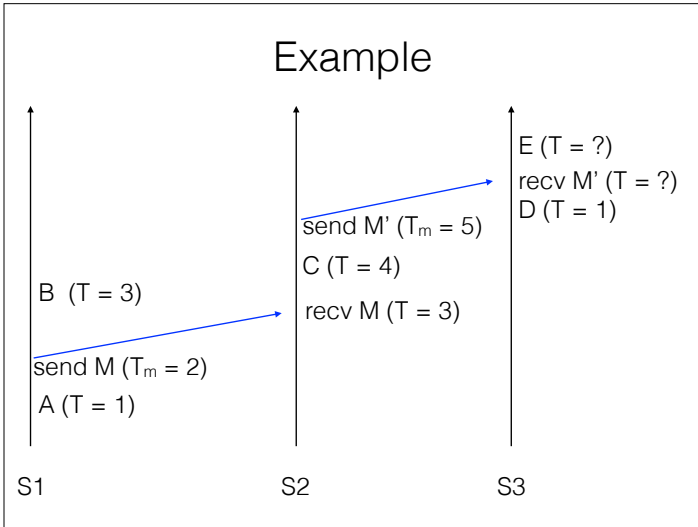 Example
E (T = ?)
recv M’ (T = ?)
D (T = 1)
send M’ (Tₘ = 5)
C (T = 4)
recv M (T = 3)
B (T = 3)
send M (Tₘ = 2)
A (T = 1)
S1
S2
S3